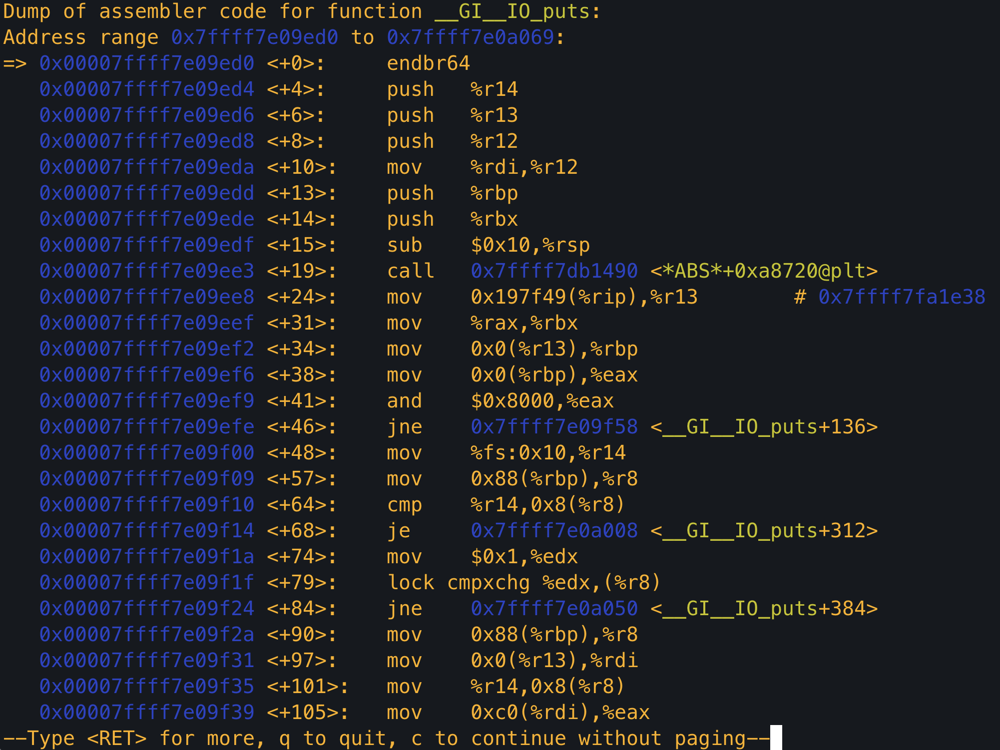 Dump of assembler code for function __GI__IO_puts:
Address range 0x7ffff7e09ed0 to 0x7ffff7e0a069:
=> 0x00007ffff7e09ed0 <+0>:     endbr64
   0x00007ffff7e09ed4 <+4>:     push   %r14
   0x00007ffff7e09ed6 <+6>:     push   %r13
   0x00007ffff7e09ed8 <+8>:     push   %r12
   0x00007ffff7e09eda <+10>:    mov    %rdi,%r12
   0x00007ffff7e09edd <+13>:    push   %rbp
   0x00007ffff7e09ede <+14>:    push   %rbx
   0x00007ffff7e09edf <+15>:    sub    $0x10,%rsp
   0x00007ffff7e09ee3 <+19>:    call   0x7ffff7db1490 <*ABS*+0xa8720@plt>
   0x00007ffff7e09ee8 <+24>:    mov    0x197f49(%rip),%r13        # 0x7ffff7fa1e38
   0x00007ffff7e09eef <+31>:    mov    %rax,%rbx
   0x00007ffff7e09ef2 <+34>:    mov    0x0(%r13),%rbp
   0x00007ffff7e09ef6 <+38>:    mov    0x0(%rbp),%eax
   0x00007ffff7e09ef9 <+41>:    and    $0x8000,%eax
   0x00007ffff7e09efe <+46>:    jne    0x7ffff7e09f58 <__GI__IO_puts+136>
   0x00007ffff7e09f00 <+48>:    mov    %fs:0x10,%r14
   0x00007ffff7e09f09 <+57>:    mov    0x88(%rbp),%r8
   0x00007ffff7e09f10 <+64>:    cmp    %r14,0x8(%r8)
   0x00007ffff7e09f14 <+68>:    je     0x7ffff7e0a008 <__GI__IO_puts+312>
   0x00007ffff7e09f1a <+74>:    mov    $0x1,%edx
   0x00007ffff7e09f1f <+79>:    lock cmpxchg %edx,(%r8)
   0x00007ffff7e09f24 <+84>:    jne    0x7ffff7e0a050 <__GI__IO_puts+384>
   0x00007ffff7e09f2a <+90>:    mov    0x88(%rbp),%r8
   0x00007ffff7e09f31 <+97>:    mov    0x0(%r13),%rdi
   0x00007ffff7e09f35 <+101>:   mov    %r14,0x8(%r8)
   0x00007ffff7e09f39 <+105>:   mov    0xc0(%rdi),%eax
--Type <RET> for more, q to quit, c to continue without paging--